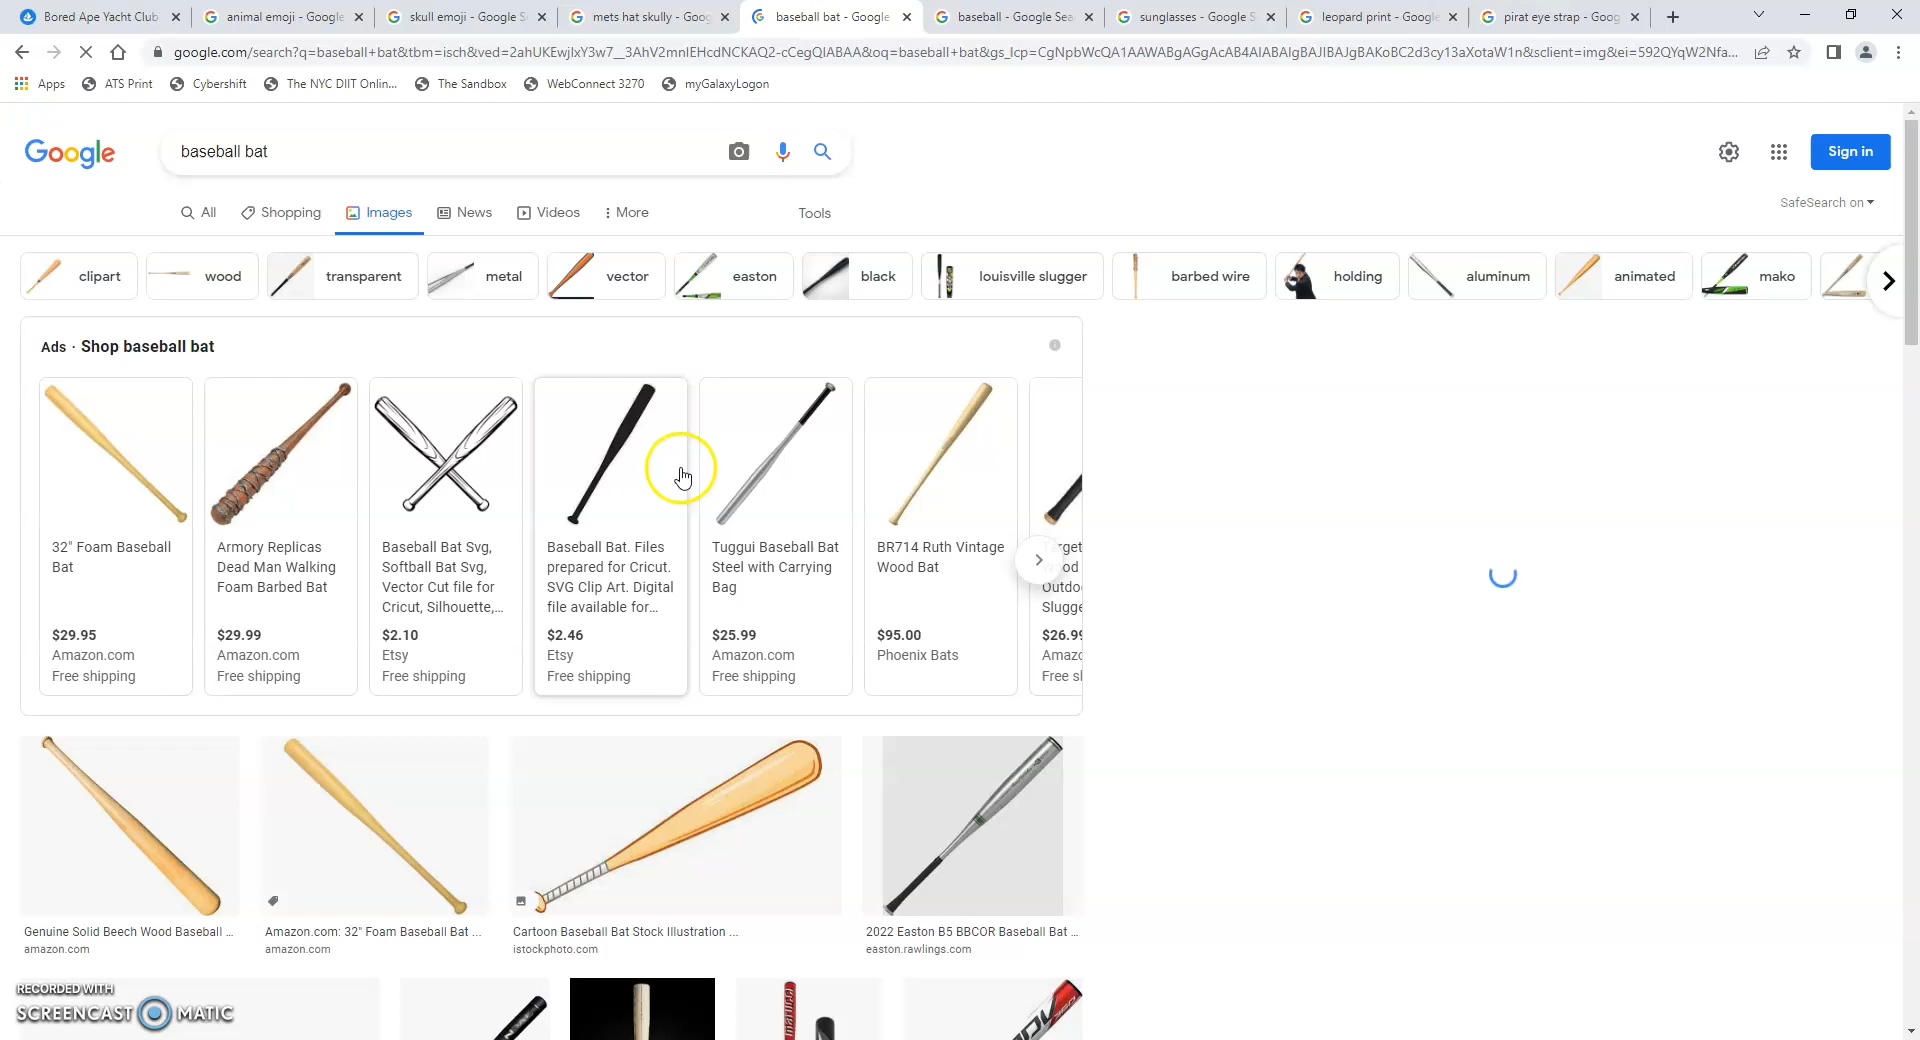 Bored Ape Yacht Club
animal emoji - Google
skull emoji - Google S
mets hat skully - Goog
baseball bat - Google
baseball - Google Sea
sunglasses - Google S
leopard print - Google
pirat eye strap - Goog
google.com/search?q=baseball+bat&tbm=isch&ved=2ahUKEwjIxY3w7__3AhV2mnIEHcdNCKAQ2-cCegQIABAA&oq=baseball+bat&gs_lcp=CgNpbWcQA1AAWABgAGgAcAB4AIABAIgBAJIBAJgBAKoBC2d3cy13aXotaW1n&sclient=img&ei=592QYqW2Nfa...
Apps
ATS Print
Cybershift
The NYC DIIT Onlin...
The Sandbox
WebConnect 3270
myGalaxyLogon
Google
baseball bat
Sign in
All
Shopping
Images
News
Videos
More
Tools
SafeSearch on
clipart
wood
transparent
metal
vector
easton
black
louisville slugger
barbed wire
holding
aluminum
animated
mako
Ads · Shop baseball bat
32" Foam Baseball
Bat
$29.95
Amazon.com
Free shipping
Armory Replicas
Dead Man Walking
Foam Barbed Bat
$29.99
Amazon.com
Free shipping
Baseball Bat Svg,
Softball Bat Svg,
Vector Cut file for
Cricut, Silhouette,...
$2.10
Etsy
Free shipping
Baseball Bat. Files
prepared for Cricut.
SVG Clip Art. Digital
file available for...
$2.46
Etsy
Free shipping
Tuggui Baseball Bat
Steel with Carrying
Bag
$25.99
Amazon.com
Free shipping
BR714 Ruth Vintage
Wood Bat
$95.00
Phoenix Bats
Target
Outdo
Slugge
$26.99
Amazo
Free sh
Genuine Solid Beech Wood Baseball ...
amazon.com
Amazon.com: 32" Foam Baseball Bat ...
amazon.com
Cartoon Baseball Bat Stock Illustration ...
istockphoto.com
2022 Easton B5 BBCOR Baseball Bat ...
easton.rawlings.com
marucci
RECORDED WITH
SCREENCAST MATIC